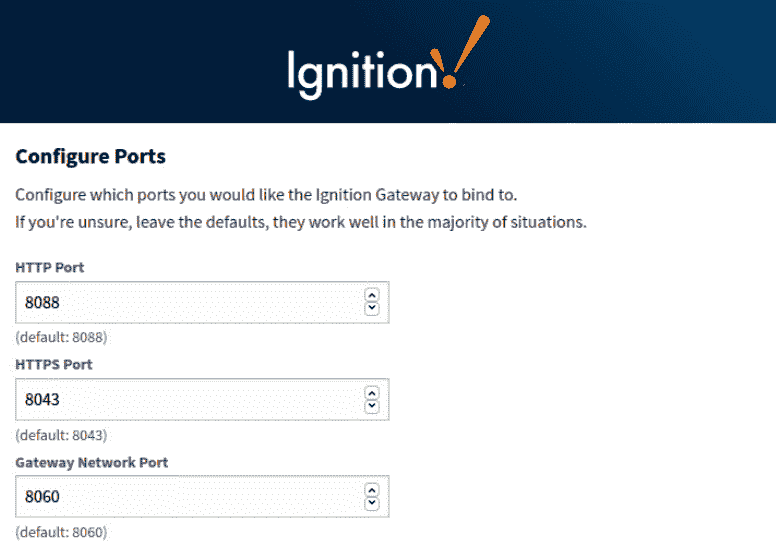 Ignition!
Configure Ports
Configure which ports you would like the Ignition Gateway to bind to.
If you're unsure, leave the defaults, they work well in the majority of situations.
HTTP Port
8088
(default: 8088)
HTTPS Port
8043
(default: 8043)
Gateway Network Port
8060
(default: 8060)